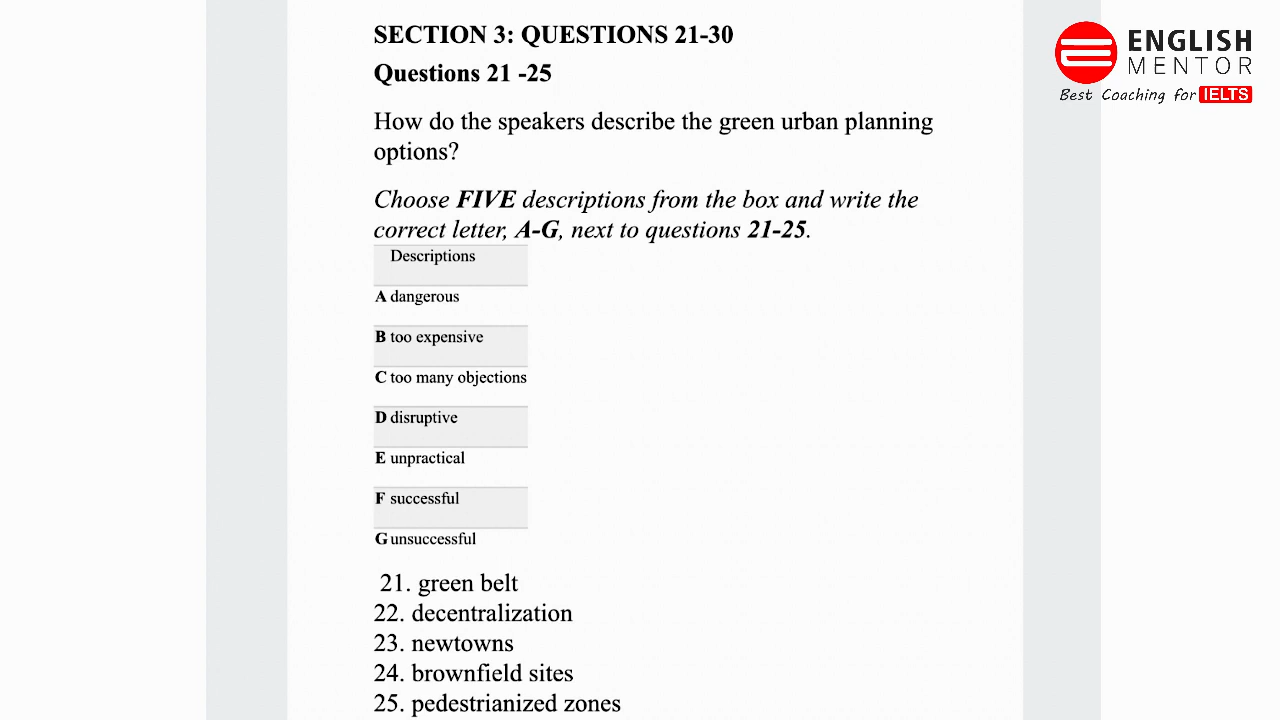 SECTION 3: QUESTIONS 21-30
Questions 21 -25
How do the speakers describe the green urban planning
options?
Choose FIVE descriptions from the box and write the
correct letter, A-G, next to questions 21-25.
Descriptions
A dangerous
B too expensive
C too many objections
D disruptive
E unpractical
F successful
G unsuccessful
21. green belt
22. decentralization
23. newtowns
24. brownfield sites
25. pedestrianized zones
ENGLISH
MENTOR
Best Coaching for IELTS